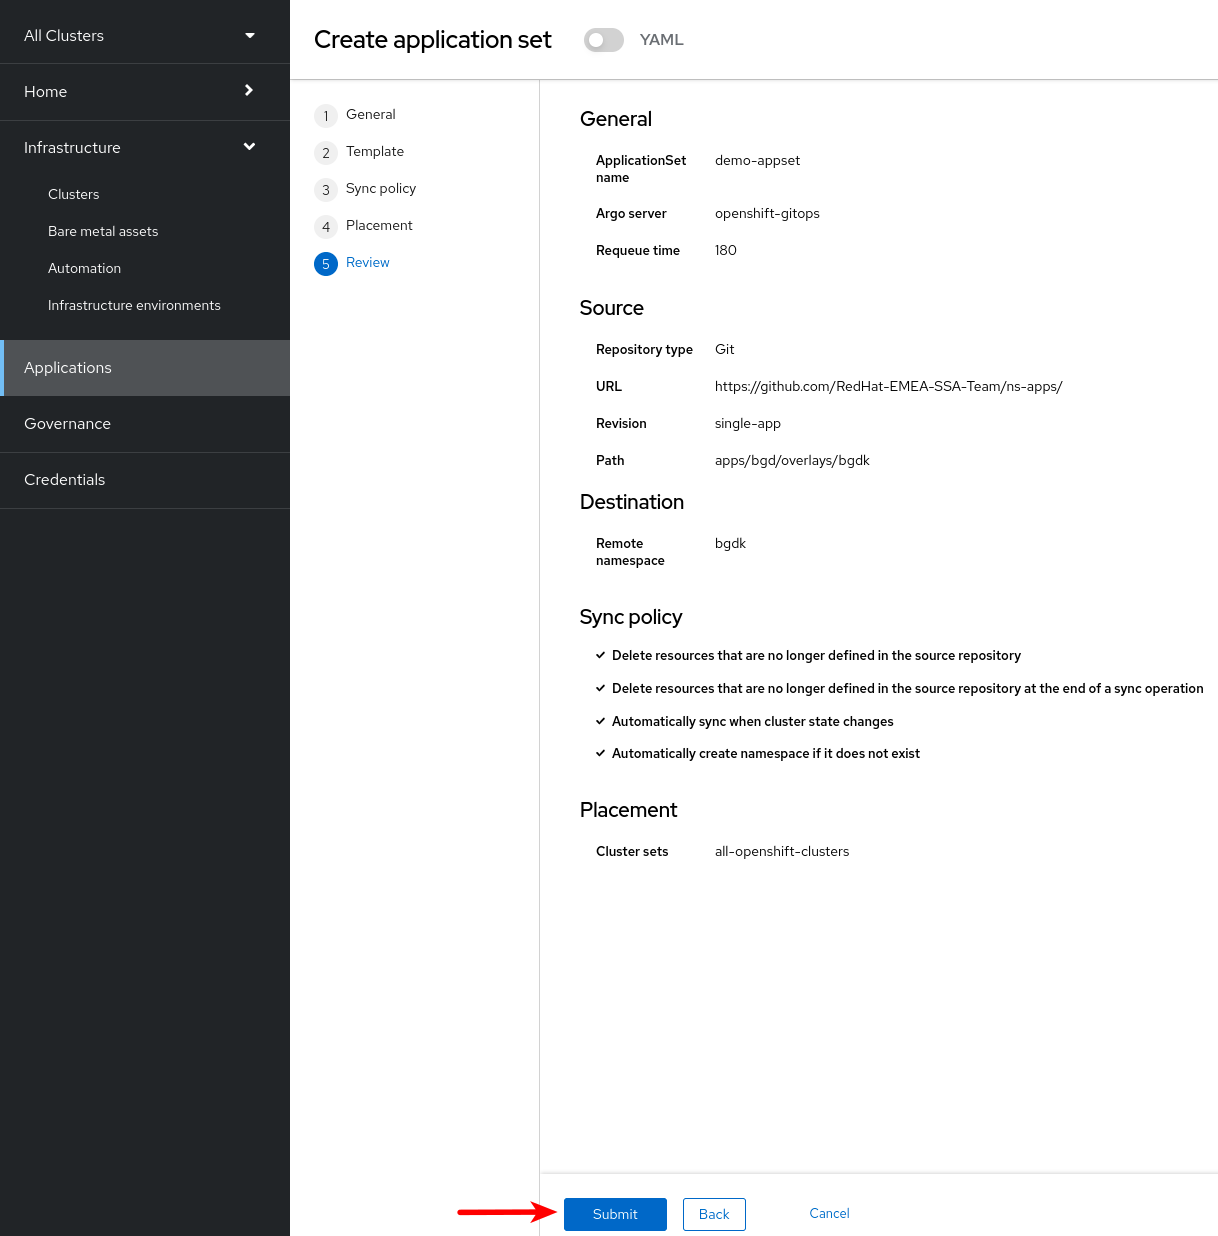 All Clusters
Home
Infrastructure
Clusters
Bare metal assets
Automation
Infrastructure environments
Applications
Governance
Credentials
Create application set
YAML
1 General
2 Template
3 Sync policy
4 Placement
5 Review
General
ApplicationSet
name
demo-appset
Argo server openshift-gitops
Requeue time 180
Source
Repository type Git
URL https://github.com/RedHat-EMEA-SSA-Team/ns-apps/
Revision single-app
Path apps/bgd/overlays/bgdk
Destination
Remote
namespace
bgdk
Sync policy
Delete resources that are no longer defined in the source repository
Delete resources that are no longer defined in the source repository at the end of a sync operation
Automatically sync when cluster state changes
Automatically create namespace if it does not exist
Placement
Cluster sets all-openshift-clusters
Submit Back Cancel